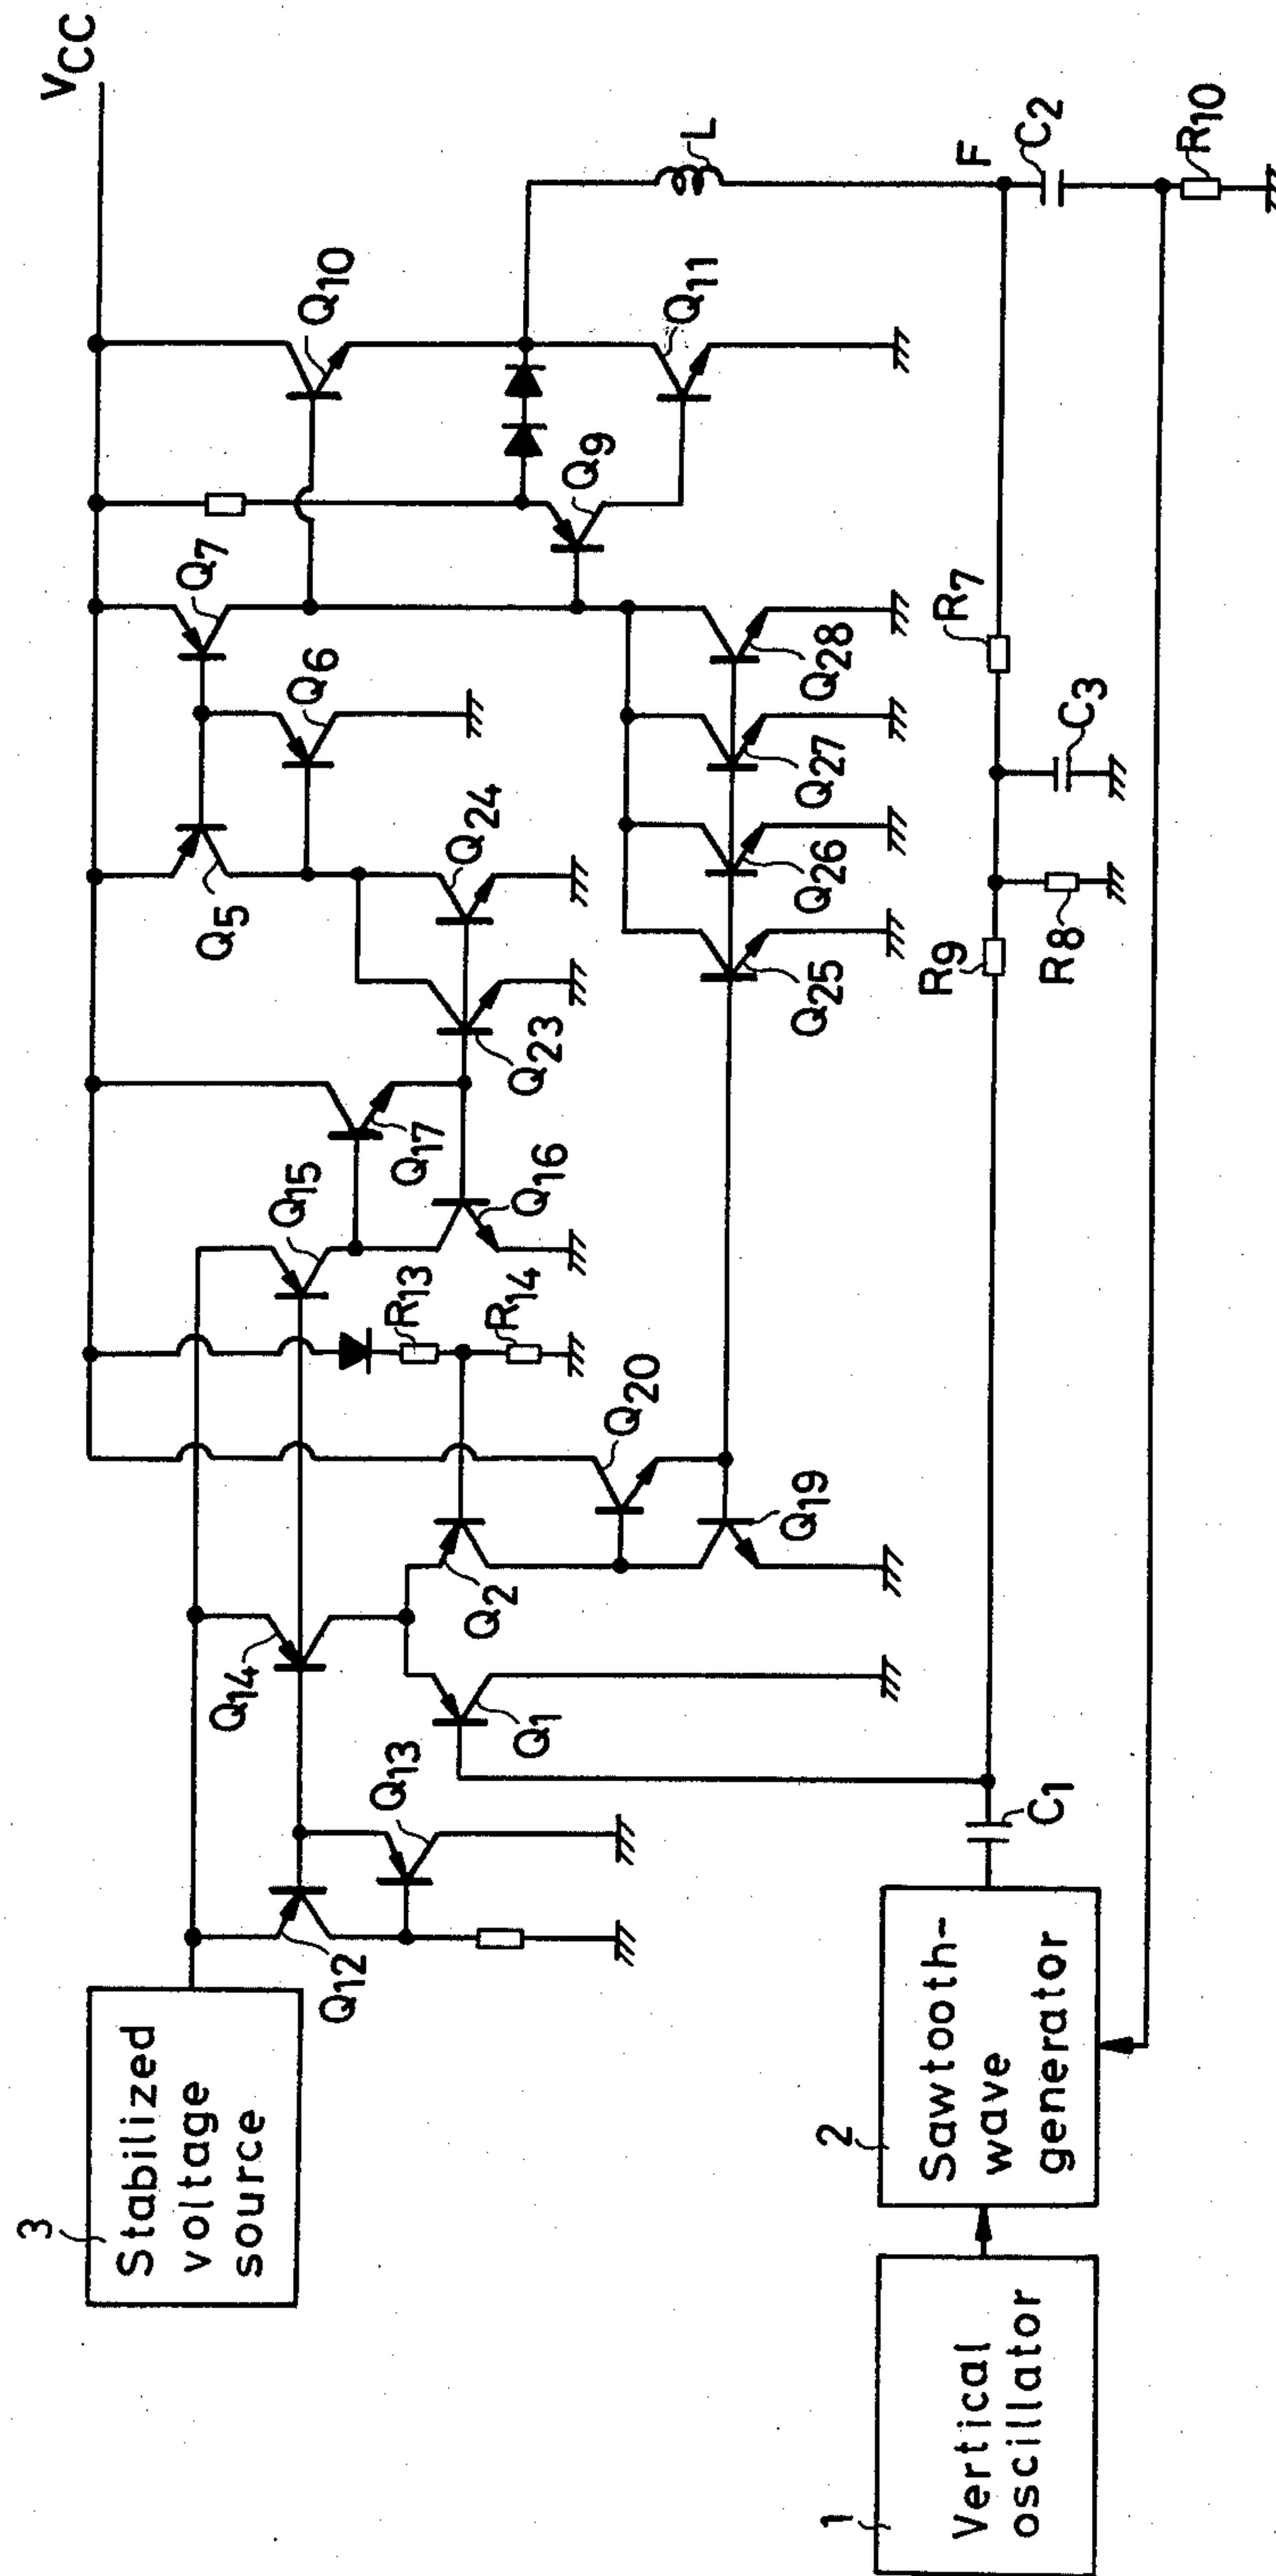 VCC
3
Stabilized
voltage
source
Q12
Q13
Q14
Q1
Q2
Q15
R13
R14
Q17
Q16
Q20
Q19
Q5
Q6
Q7
Q24
Q23
Q10
Q9
Q11
L
Q25
Q26
Q27
Q28
F
C2
R10
R9
R8
C3
R7
C1
2
Sawtooth-
wave
generator
1
Vertical
oscillator